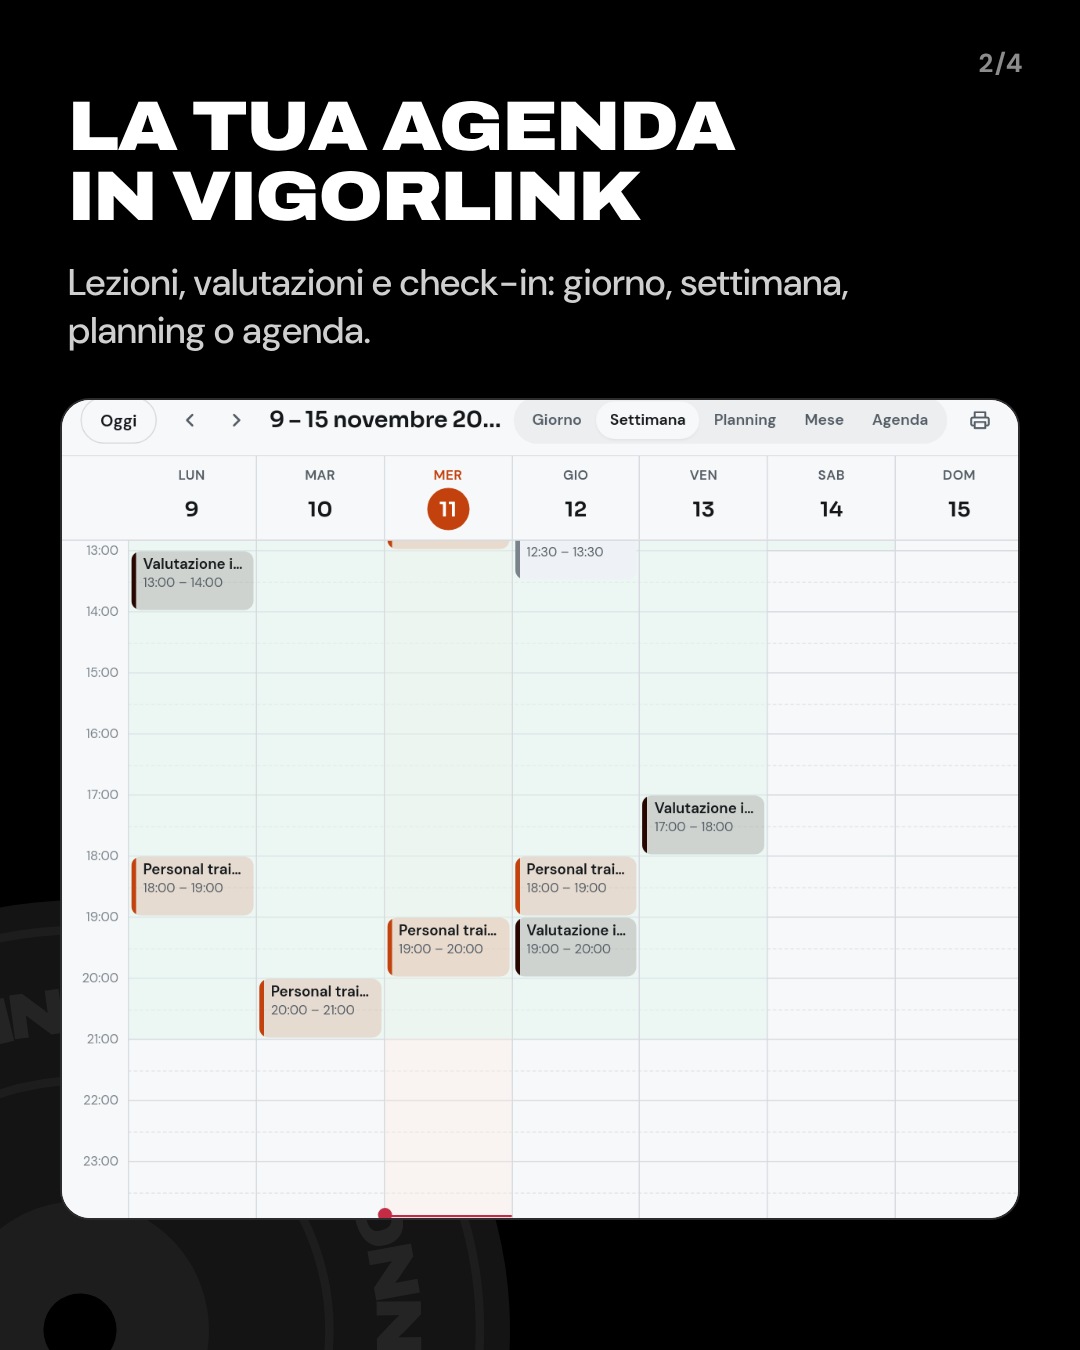 2/4
LA TUA AGENDA
IN VIGORLINK
Lezioni, valutazioni e check-in: giorno, settimana,
planning o agenda.
Oggi
9 – 15 novembre 20...
Giorno Settimana Planning Mese Agenda
LUN MAR MER GIO VEN SAB DOM
9 10 11 12 13 14 15
13:00
12:30 – 13:30
Valutazione i...
13:00 – 14:00
14:00
15:00
16:00
17:00
Valutazione i...
17:00 – 18:00
18:00
Personal trai...
18:00 – 19:00
Personal trai...
18:00 – 19:00
19:00
Personal trai...
19:00 – 20:00
Valutazione i...
19:00 – 20:00
20:00
Personal trai...
20:00 – 21:00
21:00
22:00
23:00